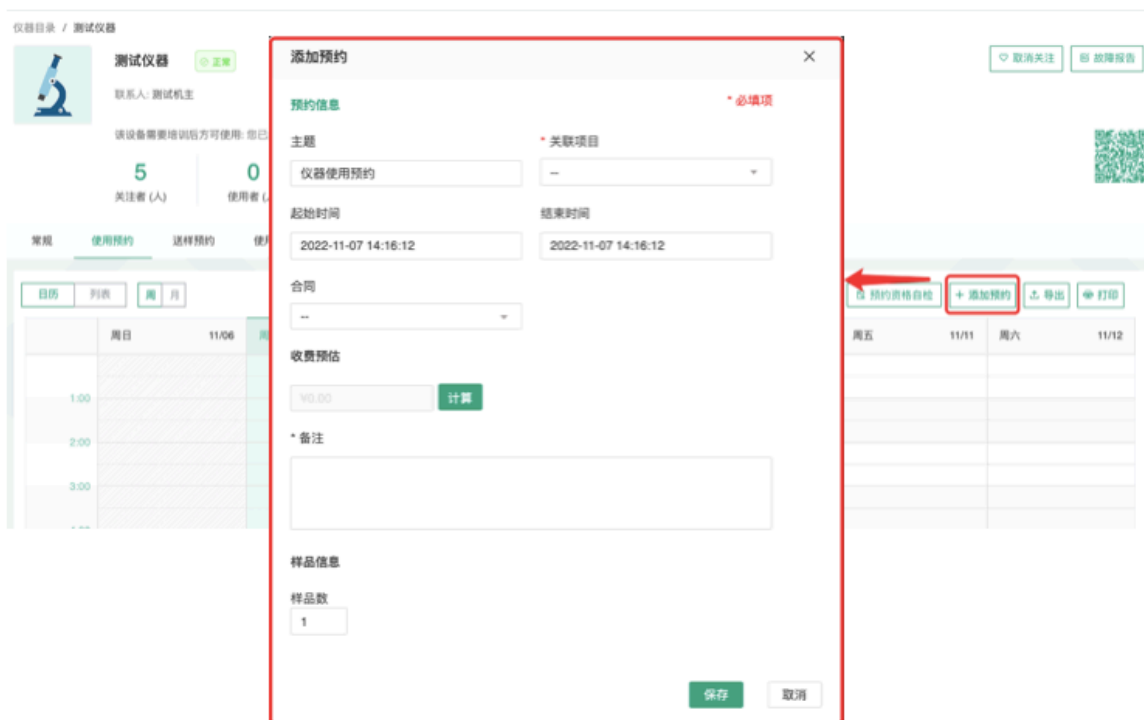 仪器目录 / 测试仪器
测试仪器 正常
联系人: 测试机主
该设备需要培训后方可使用: 您已
5
关注者 (人)
0
使用者 (
取消关注 故障报告
常规 使用预约 送样预约 使
日历 列表 周 月
预约资格自检 + 添加预约 导出 打印
周日 11/06 周五 11/11 周六 11/12
1:00
2:00
3:00
添加预约
预约信息 * 必填项
主题 * 关联项目
仪器使用预约 --
起始时间 结束时间
2022-11-07 14:16:12 2022-11-07 14:16:12
合同
--
收费预估
¥0.00 计算
* 备注
样品信息
样品数
1
保存 取消